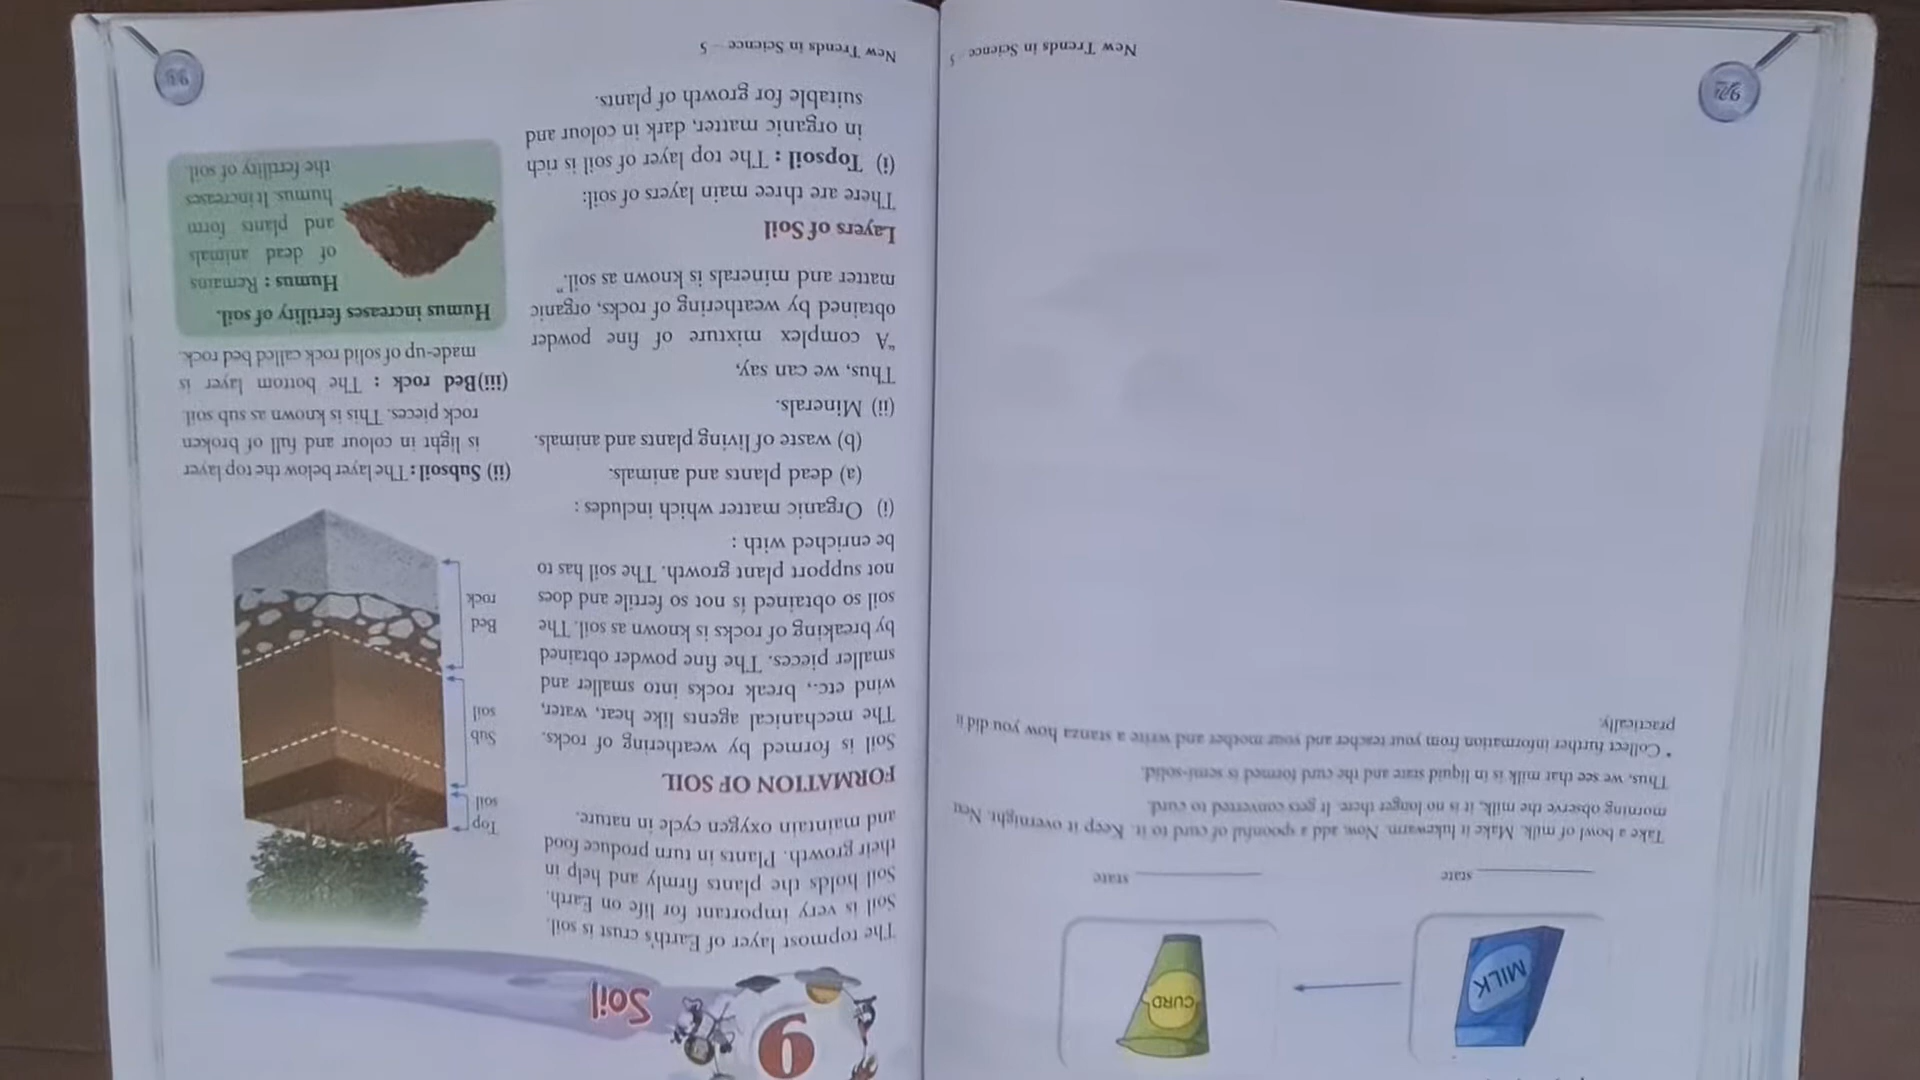 MILK
CURD
state
state
Take a bowl of milk. Make it lukewarm. Now, add a spoonful of curd to it. Keep it overnight. Next
morning observe the milk, it is no longer there. It gets converted to curd.
Thus, we see that milk is in liquid state and the curd formed is semi-solid.
* Collect further information from your teacher and your mother and write a stanza how you did it
practically.
92
New Trends in Science - 5
6
Soil
The topmost layer of Earth's crust is soil.
Soil is very important for life on Earth.
Soil holds the plants firmly and help in
their growth. Plants in turn produce food
and maintain oxygen cycle in nature.
FORMATION OF SOIL
Soil is formed by weathering of rocks.
The mechanical agents like heat, water,
wind etc., break rocks into smaller and
smaller pieces. The fine powder obtained
by breaking of rocks is known as soil. The
soil so obtained is not so fertile and does
not support plant growth. The soil has to
be enriched with :
(i) Organic matter which includes :
(a) dead plants and animals.
(b) waste of living plants and animals.
(ii) Minerals.
Thus, we can say,
"A complex mixture of fine powder
obtained by weathering of rocks, organic
matter and minerals is known as soil."
Layers of Soil
There are three main layers of soil:
(i) Topsoil : The top layer of soil is rich
in organic matter, dark in colour and
suitable for growth of plants.
Top
soil
Sub
soil
Bed
rock
(ii) Subsoil : The layer below the top layer
is light in colour and full of broken
rock pieces. This is known as sub soil.
(iii) Bed rock : The bottom layer is
made-up of solid rock called bed rock.
Humus increases fertility of soil.
Humus : Remains
of dead animals
and plants form
humus. It increases
the fertility of soil.
New Trends in Science - 5
93